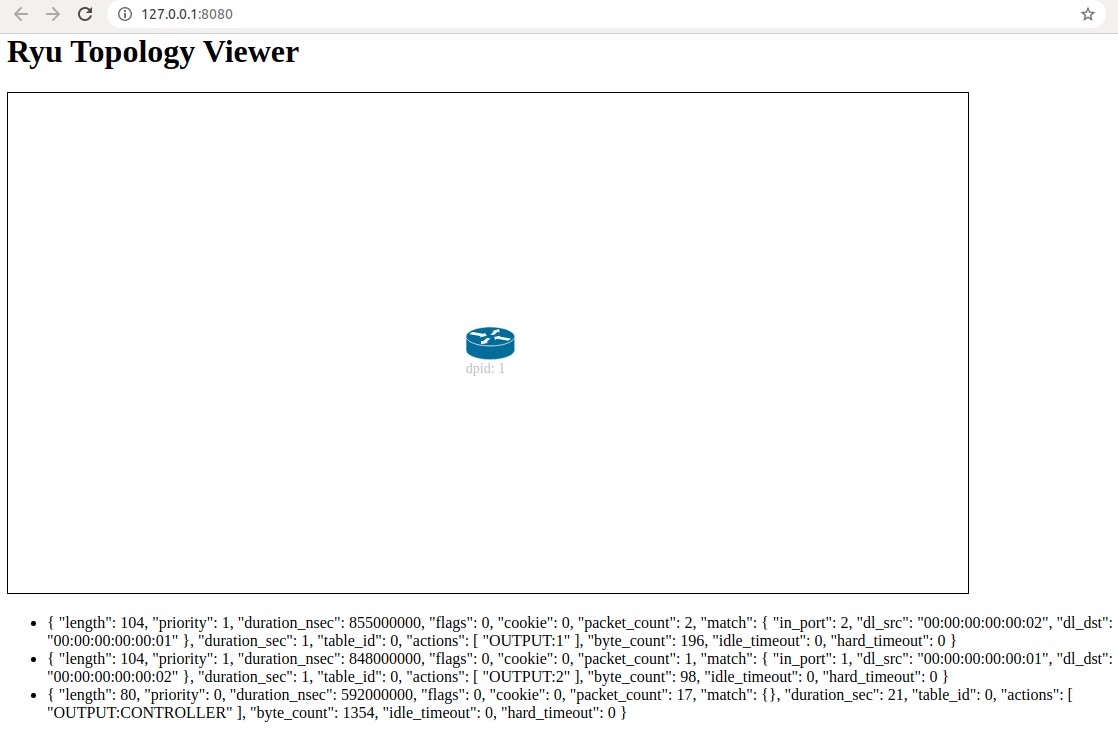 127.0.0.1:8080
Ryu Topology Viewer
dpid: 1
• { "length": 104, "priority": 1, "duration_nsec": 855000000, "flags": 0, "cookie": 0, "packet_count": 2, "match": { "in_port": 2, "dl_src": "00:00:00:00:00:02", "dl_dst":
"00:00:00:00:00:01" }, "duration_sec": 1, "table_id": 0, "actions": [ "OUTPUT:1" ], "byte_count": 196, "idle_timeout": 0, "hard_timeout": 0 }
• { "length": 104, "priority": 1, "duration_nsec": 848000000, "flags": 0, "cookie": 0, "packet_count": 1, "match": { "in_port": 1, "dl_src": "00:00:00:00:00:01", "dl_dst":
"00:00:00:00:00:02" }, "duration_sec": 1, "table_id": 0, "actions": [ "OUTPUT:2" ], "byte_count": 98, "idle_timeout": 0, "hard_timeout": 0 }
• { "length": 80, "priority": 0, "duration_nsec": 592000000, "flags": 0, "cookie": 0, "packet_count": 17, "match": {}, "duration_sec": 21, "table_id": 0, "actions": [
"OUTPUT:CONTROLLER" ], "byte_count": 1354, "idle_timeout": 0, "hard_timeout": 0 }